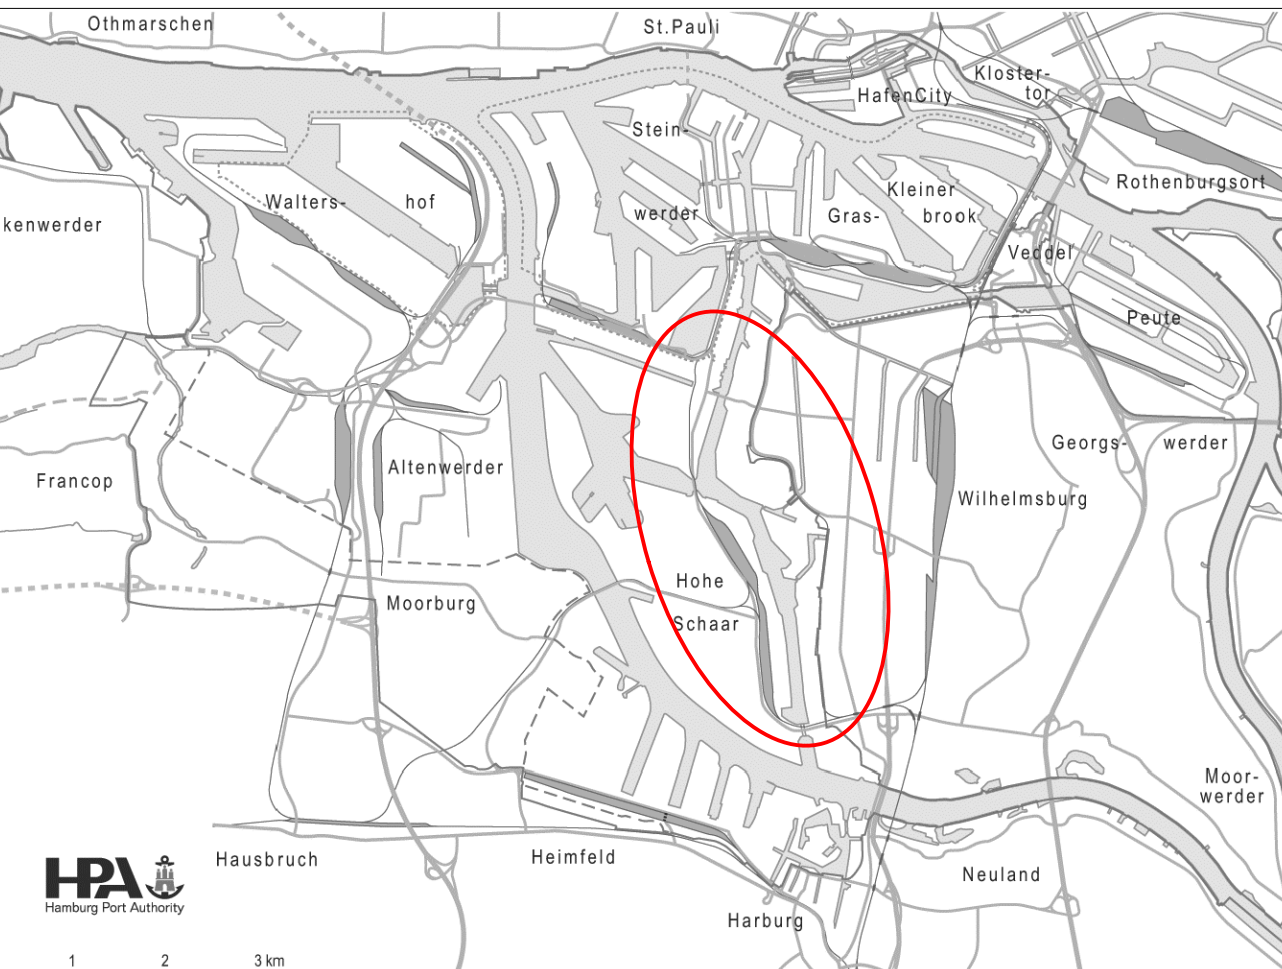 Othmarschen
St.Pauli
Kloster-
tor
HafenCity
Stein-
werder
Walters-
hof
Kleiner
brook
Gras-
Rothenburgsort
kenwerder
Veddel
Peute
Georgs-
werder
Francop
Altenwerder
Wilhelmsburg
Hohe
Schaar
Moorburg
Moor-
werder
Hausbruch
Heimfeld
Neuland
Harburg
HPA
Hamburg Port Authority
1
2
3 km